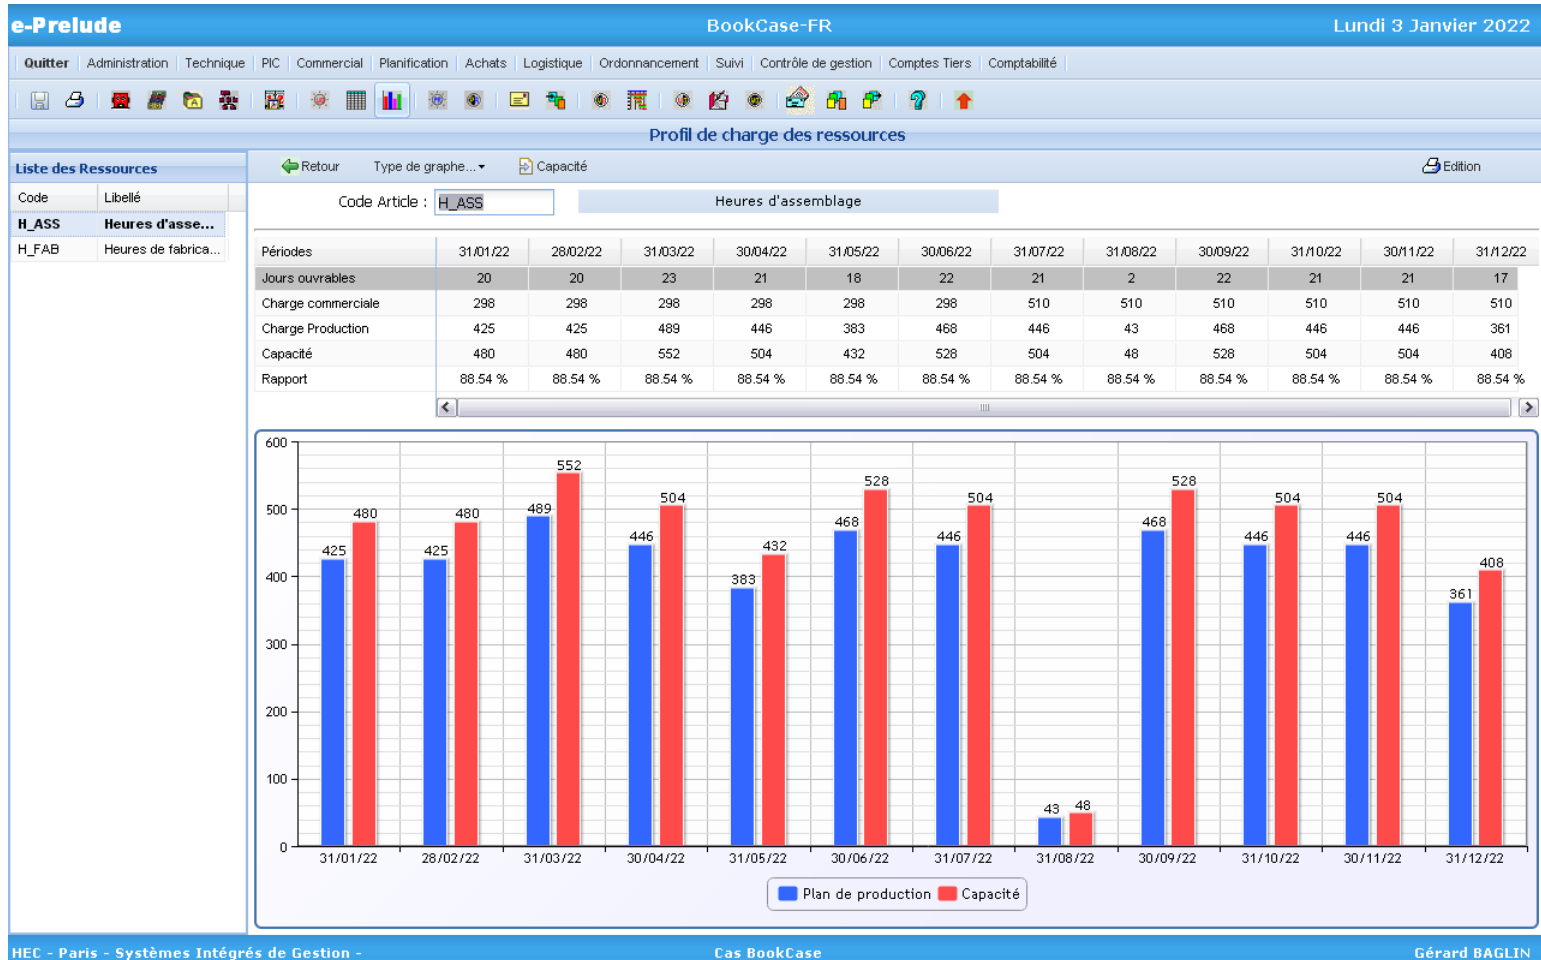 e-Prelude BookCase-FR Lundi 3 Janvier 2022
Quitter Administration Technique PIC Commercial Planification Achats Logistique Ordonnancement Suivi Contrôle de gestion Comptes Tiers Comptabilité
Profil de charge des ressources
Liste des Ressources
Code Libellé
H_ASS Heures d'asse...
H_FAB Heures de fabrica...
Retour Type de graphe... Capacité Edition
Code Article : H_ASS Heures d'assemblage
Périodes 31/01/22 28/02/22 31/03/22 30/04/22 31/05/22 30/06/22 31/07/22 31/08/22 30/09/22 31/10/22 30/11/22 31/12/22
Jours ouvrables 20 20 23 21 18 22 21 2 22 21 21 17
Charge commerciale 298 298 298 298 298 298 510 510 510 510 510 510
Charge Production 425 425 489 446 383 468 446 43 468 446 446 361
Capacité 480 480 552 504 432 528 504 48 528 504 504 408
Rapport 88.54 % 88.54 % 88.54 % 88.54 % 88.54 % 88.54 % 88.54 % 88.54 % 88.54 % 88.54 % 88.54 % 88.54 %
600
500
400
300
200
100
0
425 480 425 480 489 552 446 504 383 432 468 528 446 504 43 48 468 528 446 504 446 504 361 408
31/01/22 28/02/22 31/03/22 30/04/22 31/05/22 30/06/22 31/07/22 31/08/22 30/09/22 31/10/22 30/11/22 31/12/22
Plan de production Capacité
HEC - Paris - Systèmes Intégrés de Gestion - Cas BookCase Gérard BAGLIN